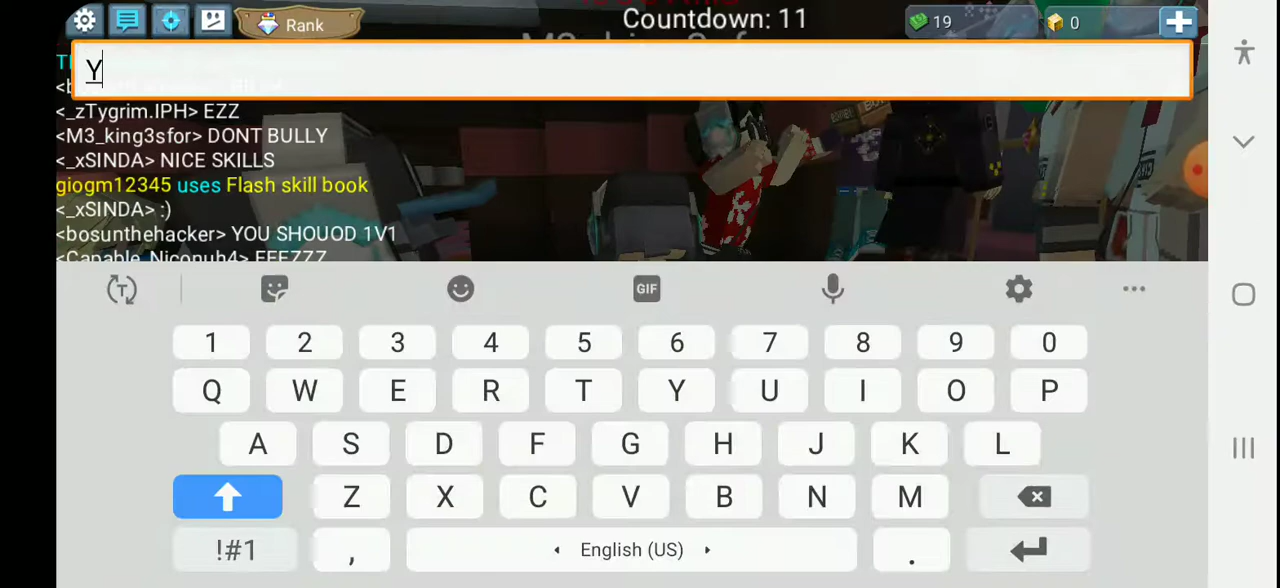 Rank
Countdown: 11
19
0
Y
<_zTygrim.IPH> EZZ
<M3_king3sfor> DONT BULLY
<_xSINDA> NICE SKILLS
giogm12345 uses Flash skill book
<_xSINDA> :)
<bosunthehacker> YOU SHOUOD 1V1
<Capable_Niconuh4> EEEZZZ
GIF
1 2 3 4 5 6 7 8 9 0
Q W E R T Y U I O P
A S D F G H J K L
Z X C V B N M
!#1 , English (US) .